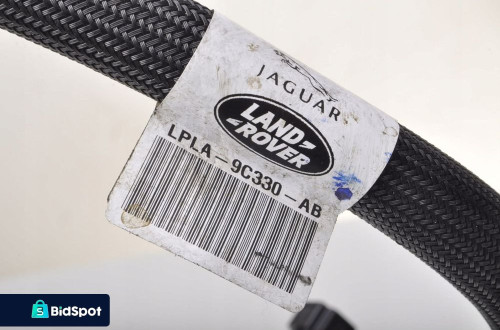 JAGUAR
LAND
ROVER
LPLA-9C330-AB
BidSpot